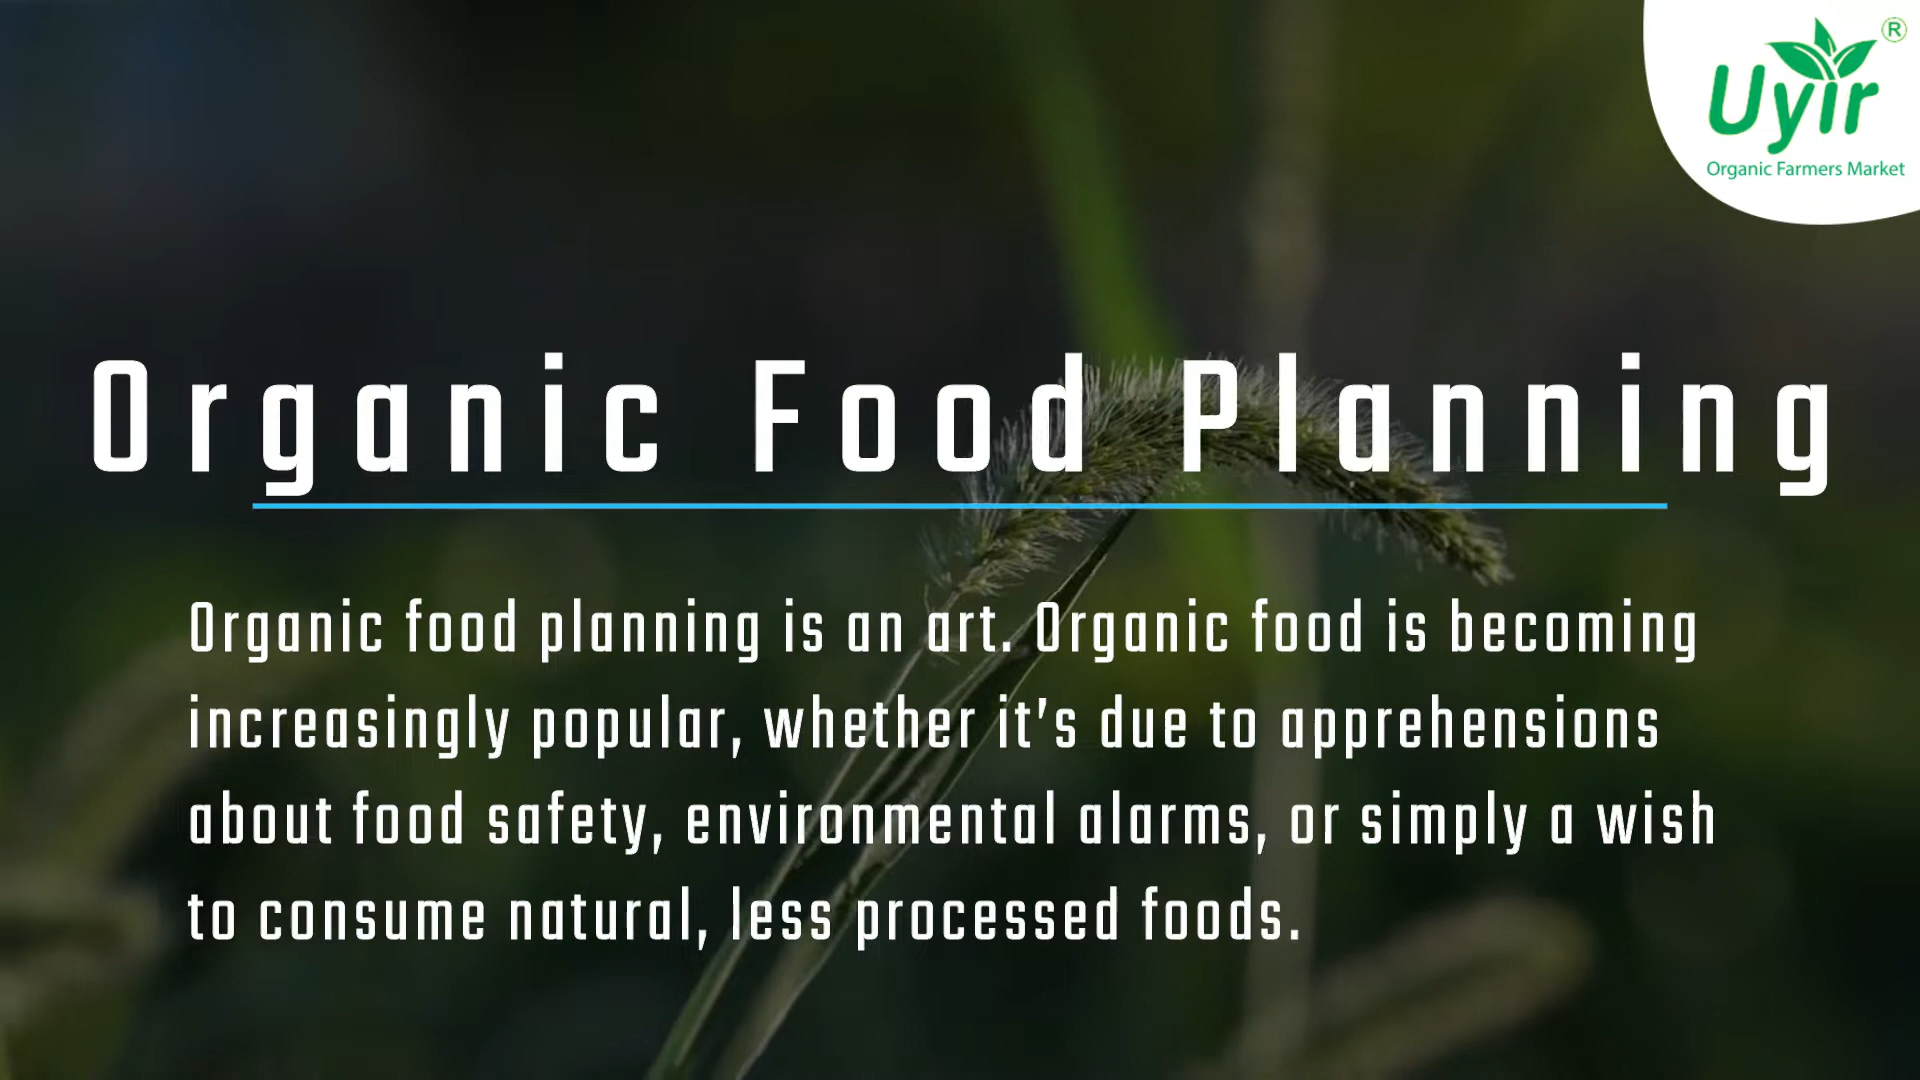 Uyir ®
Organic Farmers Market
Organic Food Planning
Organic food planning is an art. Organic food is becoming
increasingly popular, whether it's due to apprehensions
about food safety, environmental alarms, or simply a wish
to consume natural, less processed foods.